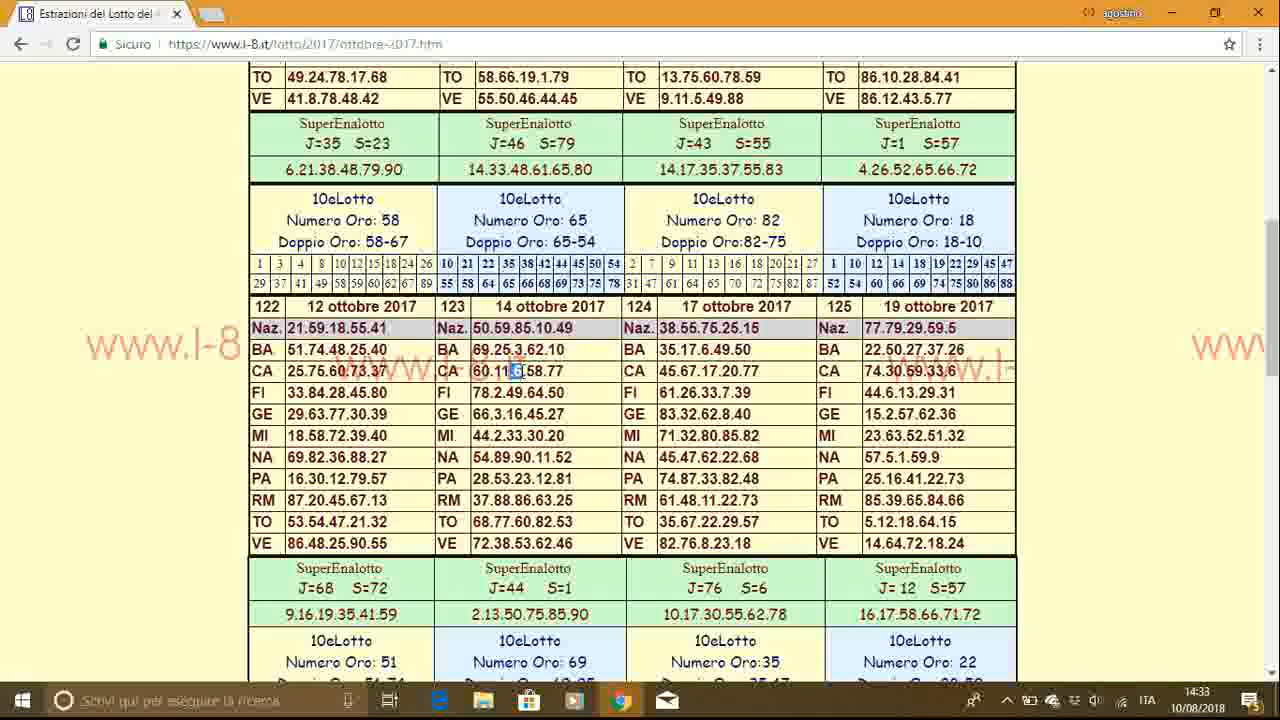 Estrazioni del Lotto del
agostino
Sicuro https://www.l-8.it/lotto/2017/ottobre-2017.htm
TO 49.24.78.17.68 TO 58.66.19.1.79 TO 13.75.60.78.59 TO 86.10.28.84.41
VE 41.8.78.48.42 VE 55.50.46.44.45 VE 9.11.5.49.88 VE 86.12.43.5.77
SuperEnalotto SuperEnalotto SuperEnalotto SuperEnalotto
J=35 S=23 J=46 S=79 J=43 S=55 J=1 S=57
6.21.38.48.79.90 14.33.48.61.65.80 14.17.35.37.55.83 4.26.52.65.66.72
10eLotto 10eLotto 10eLotto 10eLotto
Numero Oro: 58 Numero Oro: 65 Numero Oro: 82 Numero Oro: 18
Doppio Oro: 58-67 Doppio Oro: 65-54 Doppio Oro:82-75 Doppio Oro: 18-10
1 3 4 8 10 12 15 18 24 26 10 21 22 35 38 42 44 45 50 54 2 7 9 11 13 16 18 20 21 27 1 10 12 14 18 19 22 29 45 47
29 37 41 49 58 60 60 62 67 89 55 58 64 65 66 68 69 73 75 78 31 47 61 64 65 70 72 75 82 87 52 54 60 66 72 75 80 86 88
122 12 ottobre 2017 123 14 ottobre 2017 124 17 ottobre 2017 125 19 ottobre 2017
Naz. 21.59.18.55.41 Naz. 50.59.85.10.49 Naz. 38.55.75.25.15 Naz. 77.79.29.59.5
BA 51.74.48.25.40 BA 69.25.3.62.10 BA 35.17.6.49.50 BA 22.50.27.37.26
CA 25.75.60.73.37 CA 60.11.6.58.77 CA 45.67.17.20.77 CA 74.30.59.33.6
FI 33.84.28.45.80 FI 78.2.49.64.50 FI 61.26.33.7.39 FI 44.6.13.29.31
GE 29.63.77.30.39 GE 66.3.16.45.27 GE 83.32.62.8.40 GE 15.2.57.62.36
MI 18.58.72.39.40 MI 44.2.33.30.20 MI 71.32.80.85.82 MI 23.63.52.51.32
NA 69.82.36.88.27 NA 54.89.90.11.52 NA 45.47.62.22.68 NA 57.5.1.59.9
PA 16.30.12.79.57 PA 28.53.23.12.81 PA 74.87.33.82.48 PA 25.16.41.22.73
RM 87.20.45.67.13 RM 37.88.86.63.25 RM 61.48.11.22.73 RM 85.39.65.84.66
TO 53.54.47.21.32 TO 68.77.60.82.53 TO 35.67.22.29.57 TO 5.12.18.64.15
VE 86.48.25.90.55 VE 72.38.53.62.46 VE 82.76.8.23.18 VE 14.64.72.18.24
www.l-8 www.l-8.it www.l- ww
SuperEnalotto SuperEnalotto SuperEnalotto SuperEnalotto
J=68 S=72 J=44 S=1 J=76 S=6 J= 12 S=57
9.16.19.35.41.59 2.13.50.75.85.90 10.17.30.55.62.78 16.17.58.66.71.72
10eLotto 10eLotto 10eLotto 10eLotto
Numero Oro: 51 Numero Oro: 69 Numero Oro:35 Numero Oro: 22
Scrivi qui per eseguire la ricerca
ITA
14:33
10/08/2018